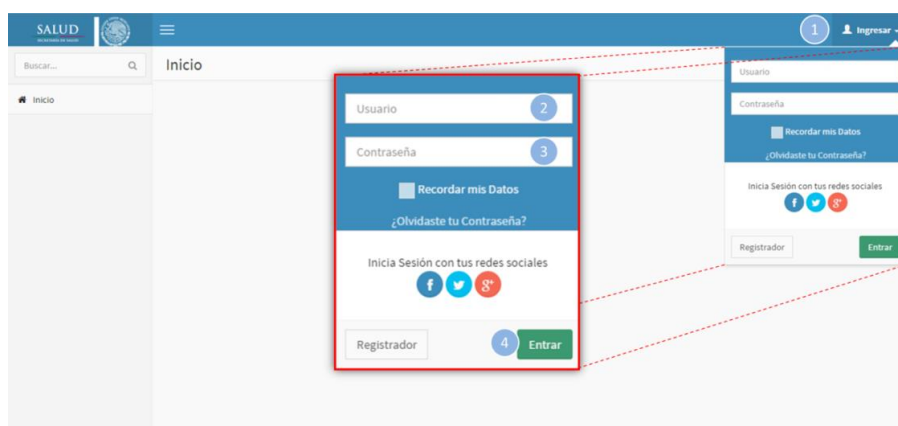 SALUD
1
Ingresar
Buscar...
Inicio
Inicio
Usuario
2
Contraseña
3
Recordar mis Datos
¿Olvidaste tu Contraseña?
Inicia Sesión con tus redes sociales
f
g+
Registrador
4
Entrar
Usuario
Contraseña
Recordar mis Datos
¿Olvidaste tu Contraseña?
Inicia Sesión con tus redes sociales
f
g+
Registrador
Entrar